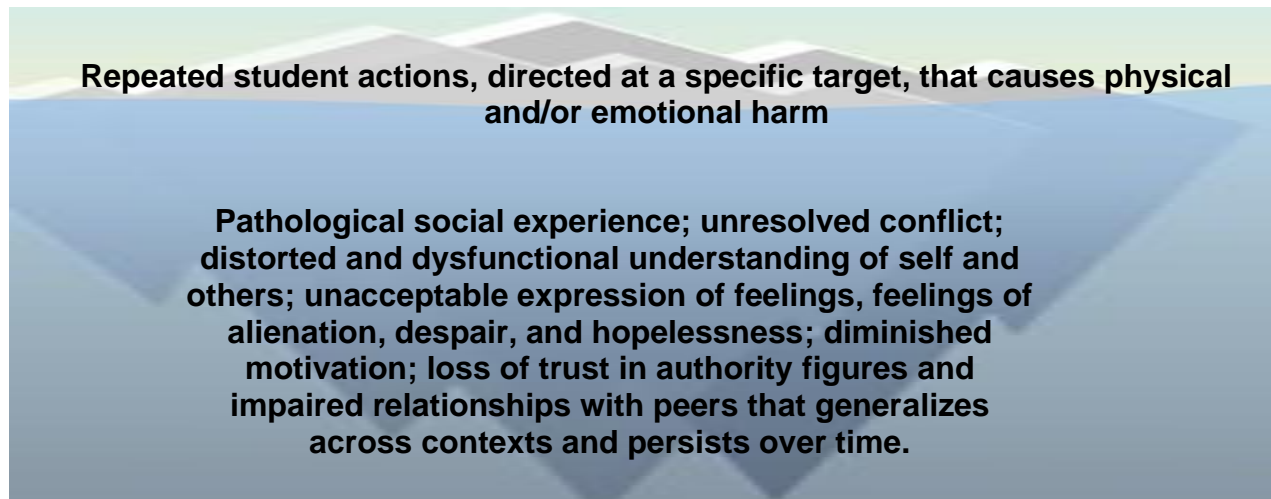 Repeated student actions, directed at a specific target, that causes physical
and/or emotional harm
Pathological social experience; unresolved conflict;
distorted and dysfunctional understanding of self and
others; unacceptable expression of feelings, feelings of
alienation, despair, and hopelessness; diminished
motivation; loss of trust in authority figures and
impaired relationships with peers that generalizes
across contexts and persists over time.